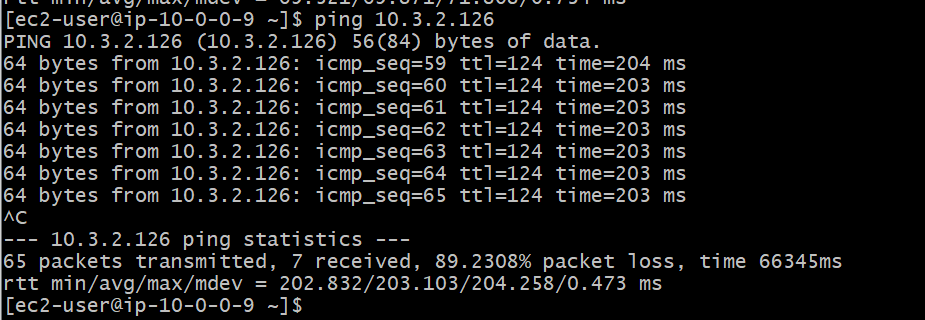 [ec2-user@ip-10-0-0-9 ~]$ ping 10.3.2.126
PING 10.3.2.126 (10.3.2.126) 56(84) bytes of data.
64 bytes from 10.3.2.126: icmp_seq=59 ttl=124 time=204 ms
64 bytes from 10.3.2.126: icmp_seq=60 ttl=124 time=203 ms
64 bytes from 10.3.2.126: icmp_seq=61 ttl=124 time=203 ms
64 bytes from 10.3.2.126: icmp_seq=62 ttl=124 time=203 ms
64 bytes from 10.3.2.126: icmp_seq=63 ttl=124 time=203 ms
64 bytes from 10.3.2.126: icmp_seq=64 ttl=124 time=203 ms
64 bytes from 10.3.2.126: icmp_seq=65 ttl=124 time=203 ms
^C
--- 10.3.2.126 ping statistics ---
65 packets transmitted, 7 received, 89.2308% packet loss, time 66345ms
rtt min/avg/max/mdev = 202.832/203.103/204.258/0.473 ms
[ec2-user@ip-10-0-0-9 ~]$